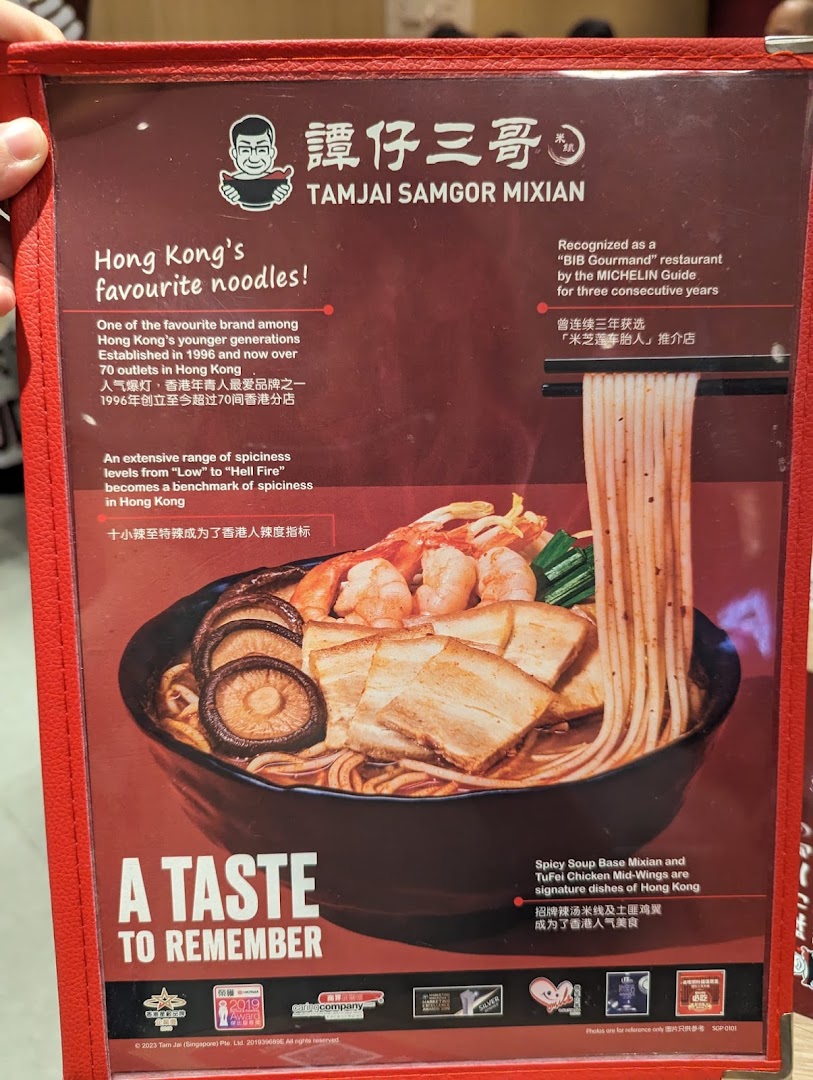 譚仔三哥
米線
TAMJAI SAMGOR MIXIAN
Hong Kong's
favourite noodles!
One of the favourite brand among
Hong Kong's younger generations
Established in 1996 and now over
70 outlets in Hong Kong
人气爆灯，香港年青人最爱品牌之一
1996年创立至今超过70间香港分店
Recognized as a
"BIB Gourmand" restaurant
by the MICHELIN Guide
for three consecutive years
曾连续三年获选
「米芝莲车胎人」推介店
An extensive range of spiciness
levels from "Low" to "Hell Fire"
becomes a benchmark of spiciness
in Hong Kong
十小辣至特辣成为了香港人辣度指标
Spicy Soup Base Mixian and
TuFei Chicken Mid-Wings are
signature dishes of Hong Kong
招牌辣汤米线及土匪鸡翼
成为了香港人气美食
A TASTE
TO REMEMBER
2019
Award
caringcompany
SILVER
Photos are for reference only 图片只供参考 SGP 0101
© 2023 Tam Jai (Singapore) Pte. Ltd. 201939689E All rights reserved.